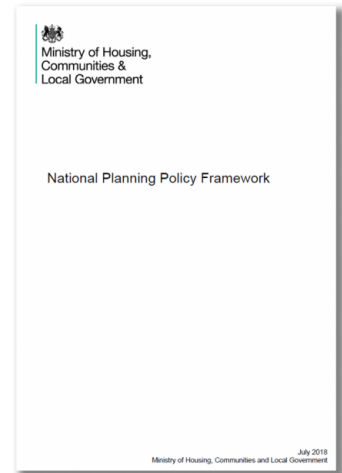 Ministry of Housing,
Communities &
Local Government
National Planning Policy Framework
July 2018
Ministry of Housing, Communities and Local Government